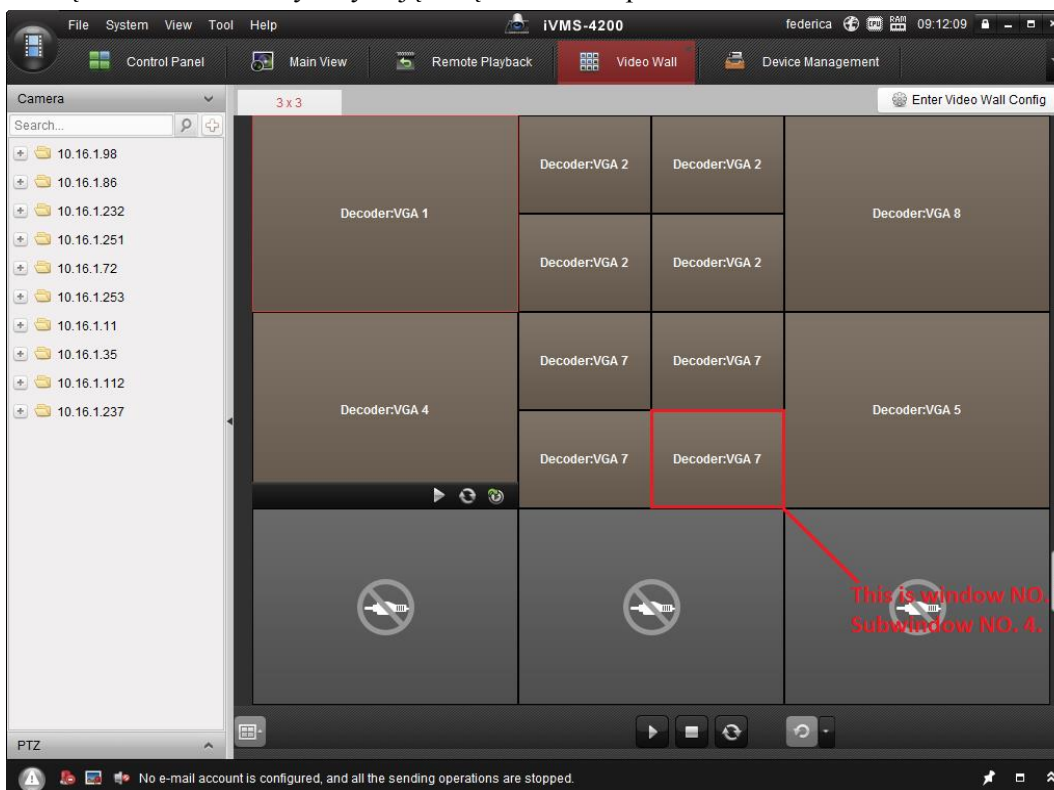 File System View Tool Help
iVMS-4200
federica
CPU
RAM
09:12:09
Control Panel
Main View
Remote Playback
Video Wall
Device Management
Camera
3 x 3
Enter Video Wall Config
Search...
10.16.1.98
10.16.1.86
10.16.1.232
10.16.1.251
10.16.1.72
10.16.1.253
10.16.1.11
10.16.1.35
10.16.1.112
10.16.1.237
Decoder:VGA 1
Decoder:VGA 2
Decoder:VGA 2
Decoder:VGA 8
Decoder:VGA 2
Decoder:VGA 2
Decoder:VGA 4
Decoder:VGA 7
Decoder:VGA 7
Decoder:VGA 5
Decoder:VGA 7
Decoder:VGA 7
This is window NO.
Subwindow NO. 4.
PTZ
No e-mail account is configured, and all the sending operations are stopped.